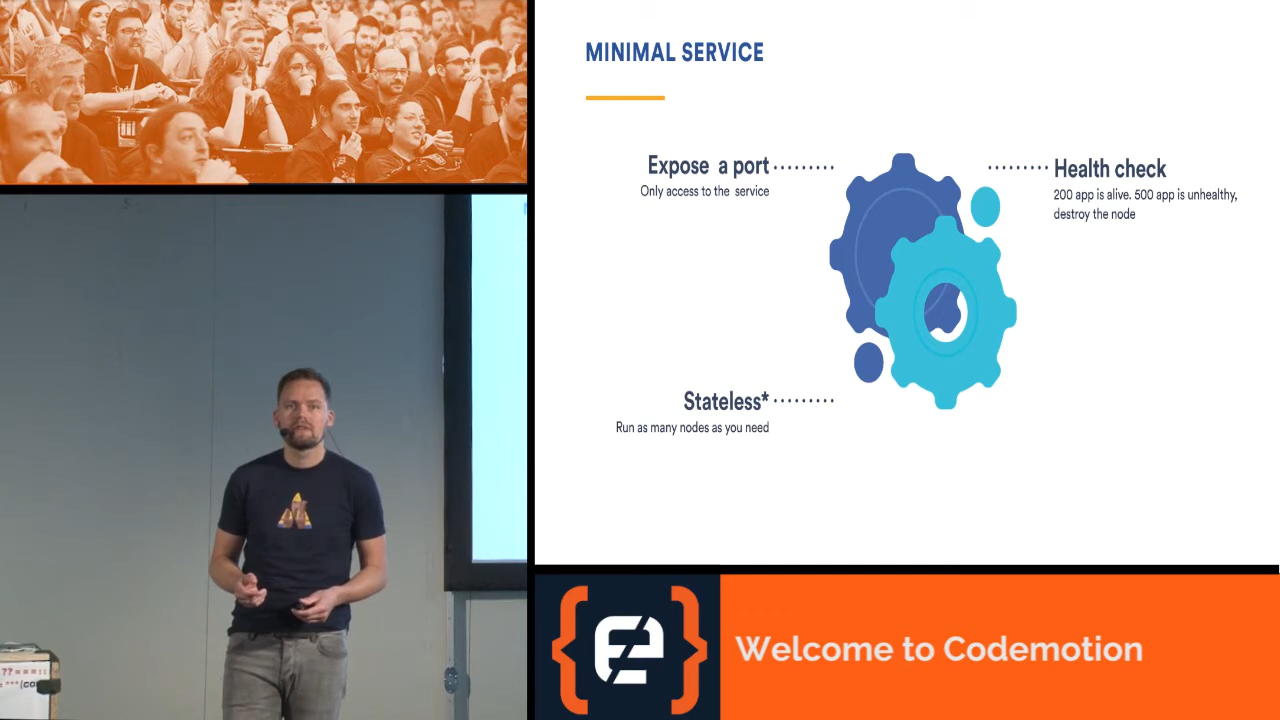 MINIMAL SERVICE
Expose a port
Only access to the service
Health check
200 app is alive. 500 app is unhealthy,
destroy the node
Stateless*
Run as many nodes as you need
Welcome to Codemotion